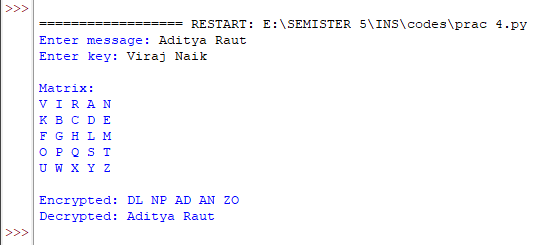 >>>
================== RESTART: E:\SEMISTER 5\INS\codes\prac 4.py
Enter message: Aditya Raut
Enter key: Viraj Naik
Matrix:
V I R A N
K B C D E
F G H L M
O P Q S T
U W X Y Z
Encrypted: DL NP AD AN ZO
Decrypted: Aditya Raut
>>>